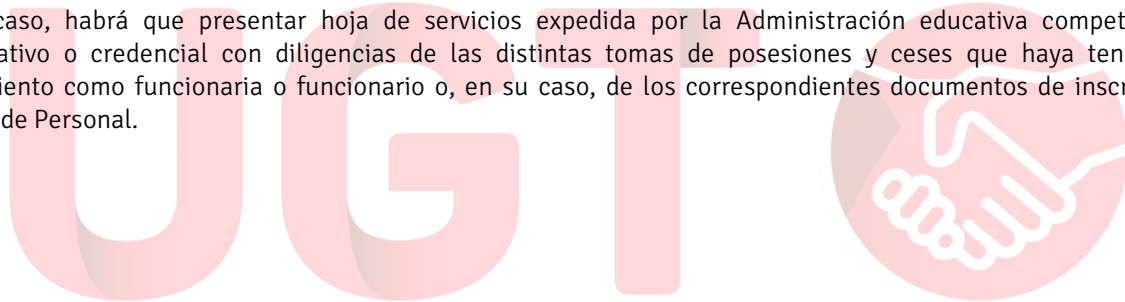 caso, habrá que presentar hoja de servicios expedida por la Administración educativa compet
ativo o credencial con diligencias de las distintas tomas de posesiones y ceses que haya ten
iento como funcionaria o funcionario o, en su caso, de los correspondientes documentos de inscr
de Personal.
UGT